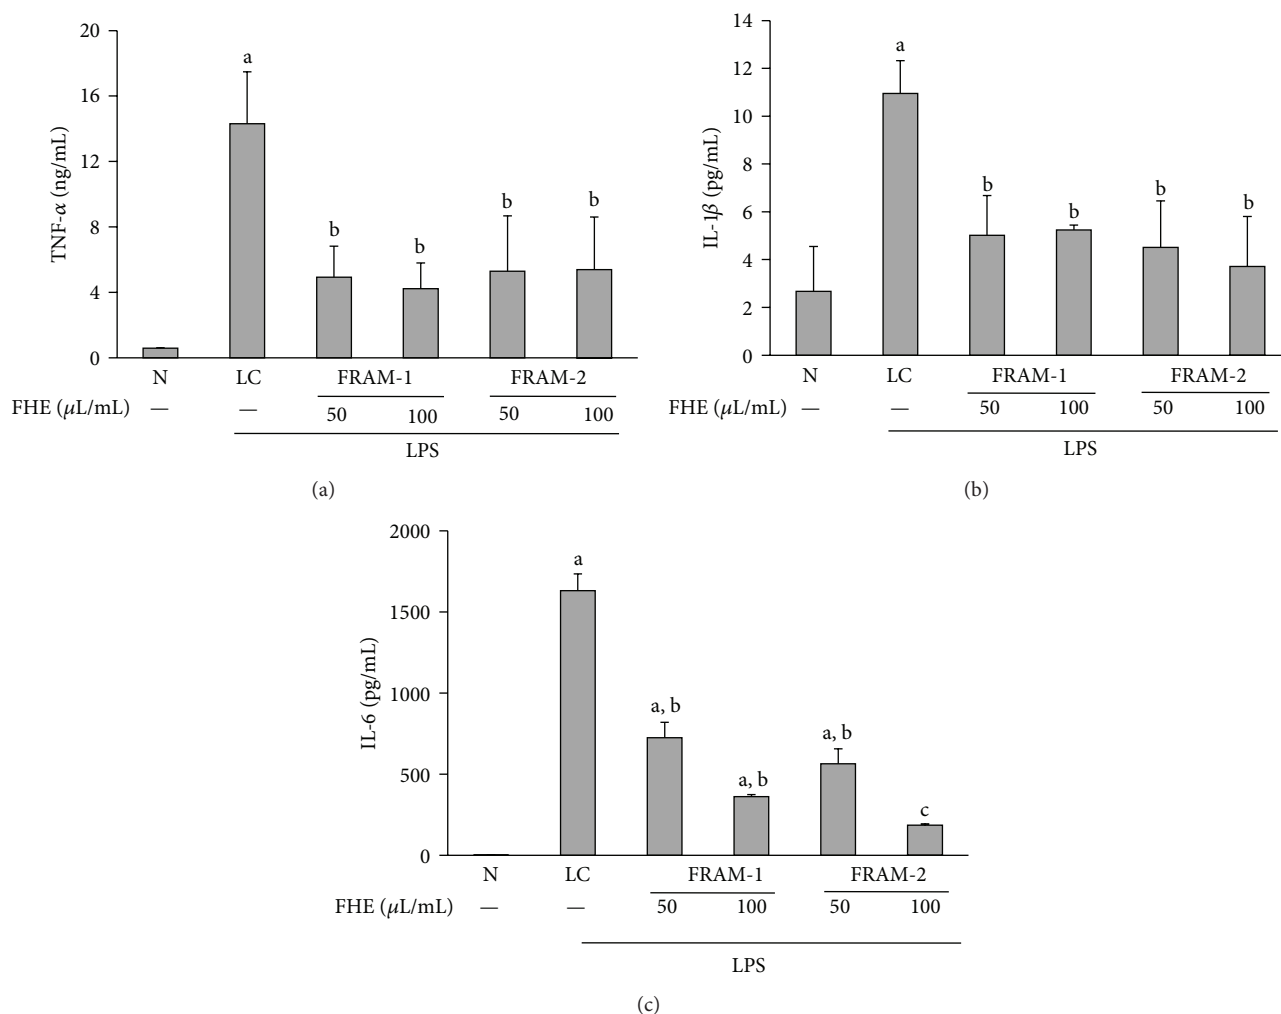 20
16
12
8
4
0
TNF-α (ng/mL)
a
b
b
b
b
N LC FRAM-1 FRAM-2
FHE (μL/mL) — — 50 100 50 100
LPS
(a)
14
12
10
8
6
4
2
0
IL-1β (pg/mL)
a
b
b
b
b
N LC FRAM-1 FRAM-2
FHE (μL/mL) — — 50 100 50 100
LPS
(b)
2000
1500
1000
500
0
IL-6 (pg/mL)
a
a, b
a, b
a, b
c
N LC FRAM-1 FRAM-2
FHE (μL/mL) — — 50 100 50 100
LPS
(c)